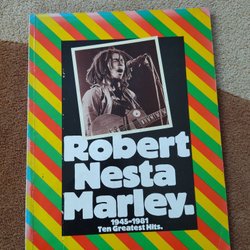 Robert
Nesta
Marley.
1945-1981
Ten Greatest Hits.